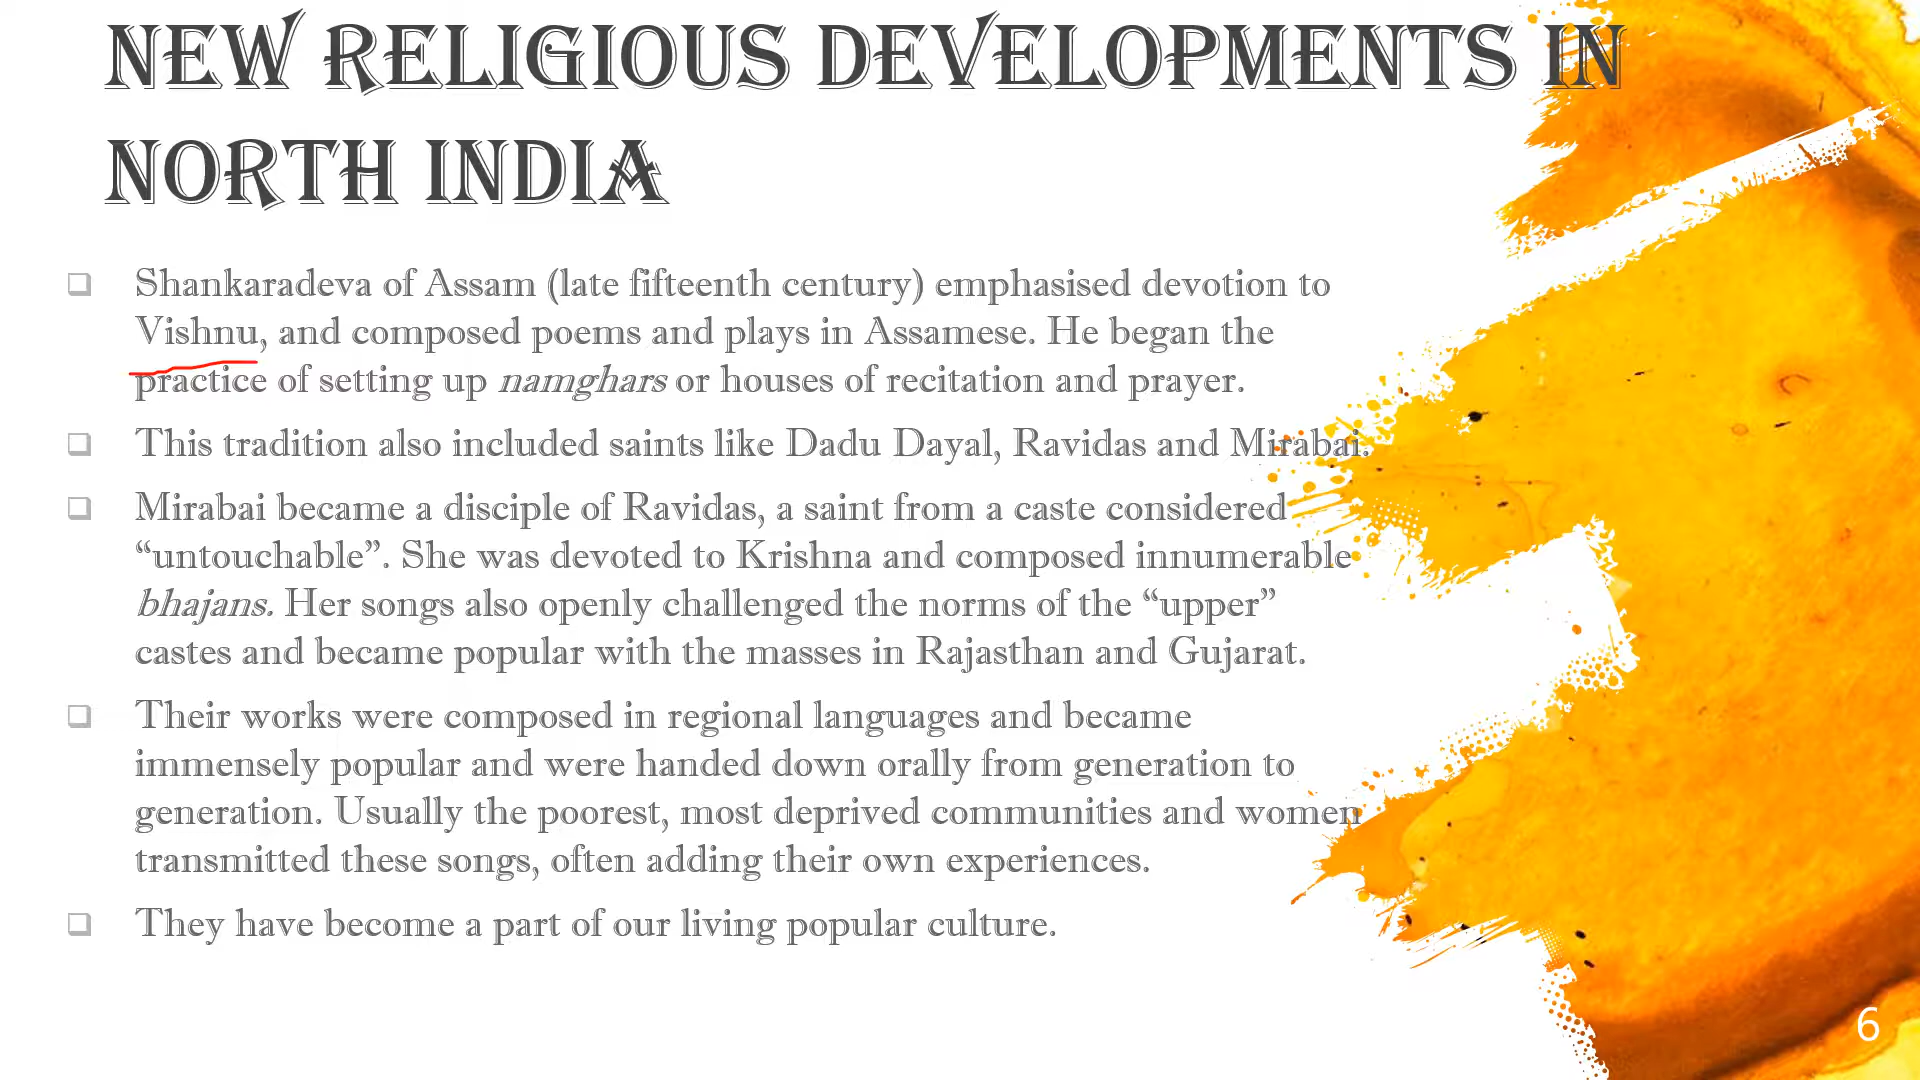 NEW RELIGIOUS DEVELOPMENTS IN
NORTH INDIA
Shankaradeva of Assam (late fifteenth century) emphasised devotion to
Vishnu, and composed poems and plays in Assamese. He began the
practice of setting up namghars or houses of recitation and prayer.
This tradition also included saints like Dadu Dayal, Ravidas and Mirabai.
Mirabai became a disciple of Ravidas, a saint from a caste considered
“untouchable”. She was devoted to Krishna and composed innumerable
bhajans. Her songs also openly challenged the norms of the “upper”
castes and became popular with the masses in Rajasthan and Gujarat.
Their works were composed in regional languages and became
immensely popular and were handed down orally from generation to
generation. Usually the poorest, most deprived communities and women
transmitted these songs, often adding their own experiences.
They have become a part of our living popular culture.
6